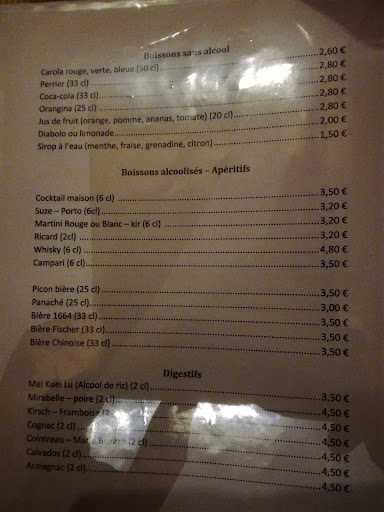 Boissons sans alcool
Carola rouge, verte, bleue (50 cl) 2,60 €
Perrier (33 cl) 2,80 €
Coca-cola (33 cl) 2,80 €
Orangina (25 cl) 2,80 €
Jus de fruit (orange, pomme, ananas, tomate) (20 cl) 2,80 €
Diabolo ou limonade 2,00 €
Sirop à l'eau (menthe, fraise, grenadine, citron) 1,50 €
Boissons alcoolisés – Apéritifs
Cocktail maison (6 cl) 3,50 €
Suze – Porto (6cl) 3,20 €
Martini Rouge ou Blanc – kir (6 cl) 3,20 €
Ricard (2cl) 3,20 €
Whisky (6 cl) 4,80 €
Campari (6 cl) 3,50 €
Picon bière (25 cl) 3,50 €
Panaché (25 cl) 3,00 €
Bière 1664 (33 cl) 3,50 €
Bière Fischer (33 cl) 3,50 €
Bière Chinoise (33 cl) 3,50 €
Digestifs
Mei Kuei Lu (Alcool de riz) (2 cl) 3,50 €
Mirabelle – poire (2 cl) 4,50 €
Kirsch – Framboise (2 4,50 €
Cognac (2 cl) 4,50 €
Cointreau – (2 cl) 4,50 €
Calvados (2 cl) 4,50 €
Armagnac (2 cl) 4,50 €